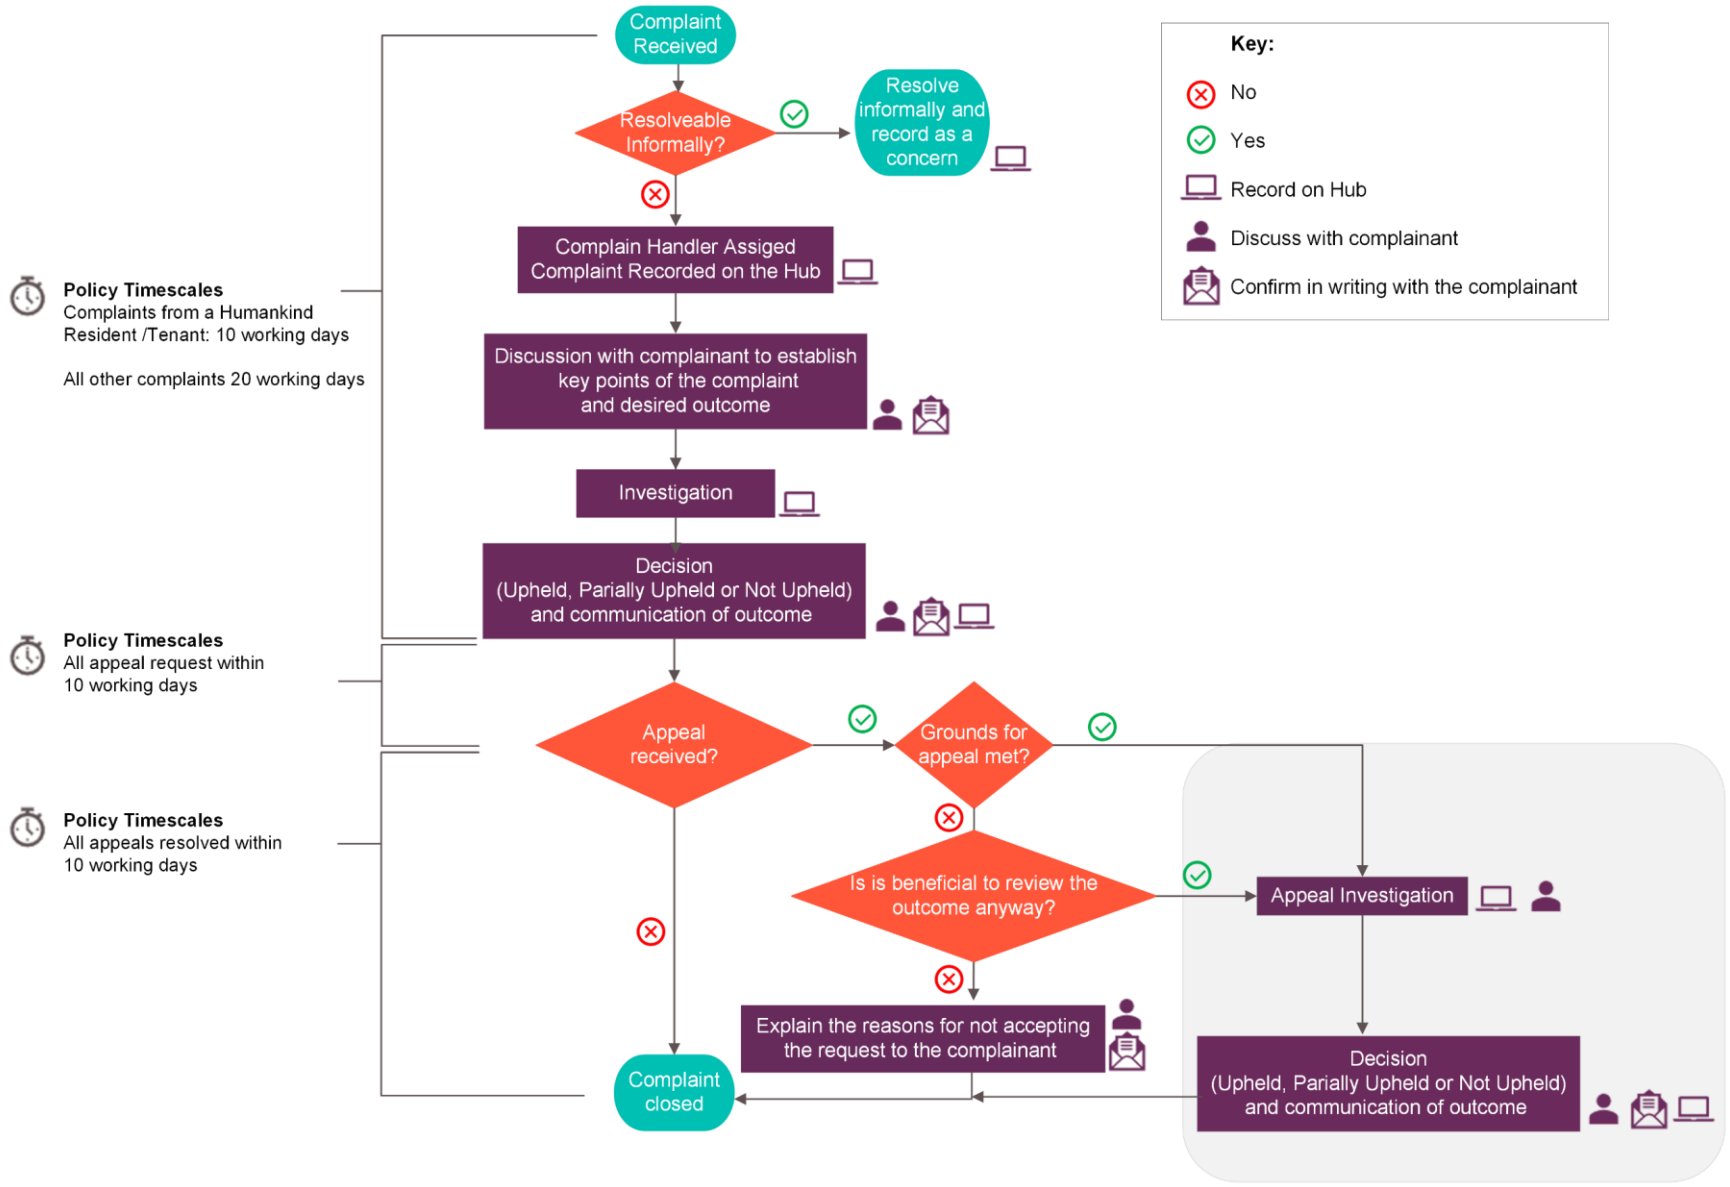 Complaint
Received
Resolveable
Informally?
Resolve
informally and
record as a
concern
Key:
No
Yes
Record on Hub
Discuss with complainant
Confirm in writing with the complainant
Complain Handler Assiged
Complaint Recorded on the Hub
Policy Timescales
Complaints from a Humankind
Resident /Tenant: 10 working days
All other complaints 20 working days
Discussion with complainant to establish
key points of the complaint
and desired outcome
Investigation
Decision
(Upheld, Parially Upheld or Not Upheld)
and communication of outcome
Policy Timescales
All appeal request within
10 working days
Appeal
received?
Grounds for
appeal met?
Policy Timescales
All appeals resolved within
10 working days
Is is beneficial to review the
outcome anyway?
Appeal Investigation
Explain the reasons for not accepting
the request to the complainant
Decision
(Upheld, Parially Upheld or Not Upheld)
and communication of outcome
Complaint
closed